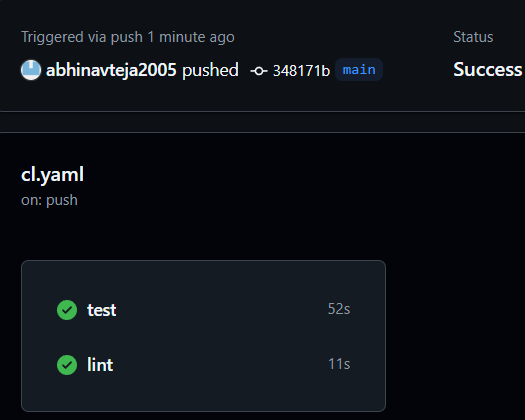 Triggered via push 1 minute ago
Status
abhinavteja2005 pushed 348171b main
Success
cl.yaml
on: push
test 52s
lint 11s